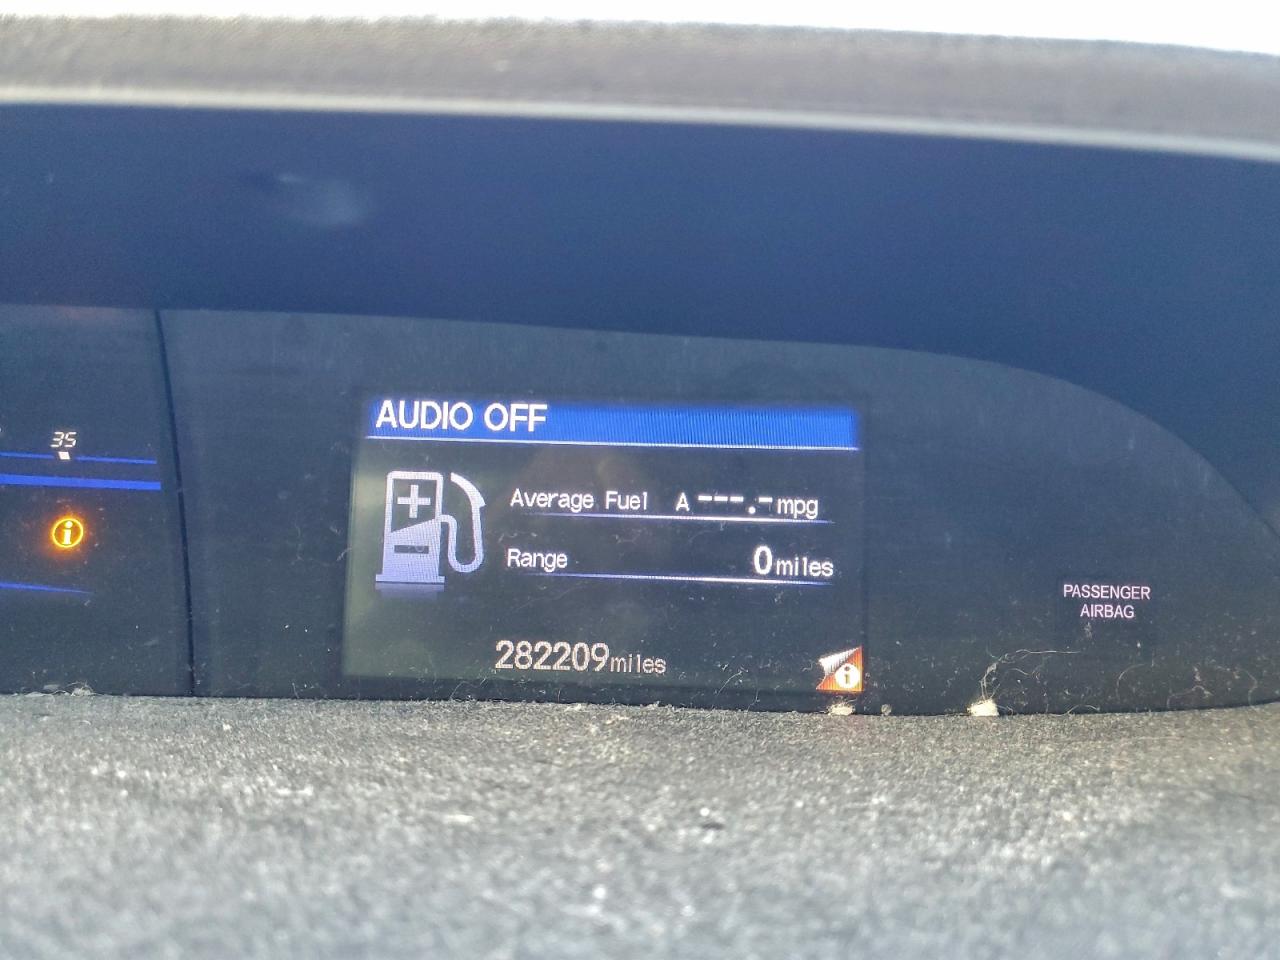 35
AUDIO OFF
Average Fuel A ---.- mpg
Range 0 miles
282209 miles
i
i
PASSENGER
AIRBAG